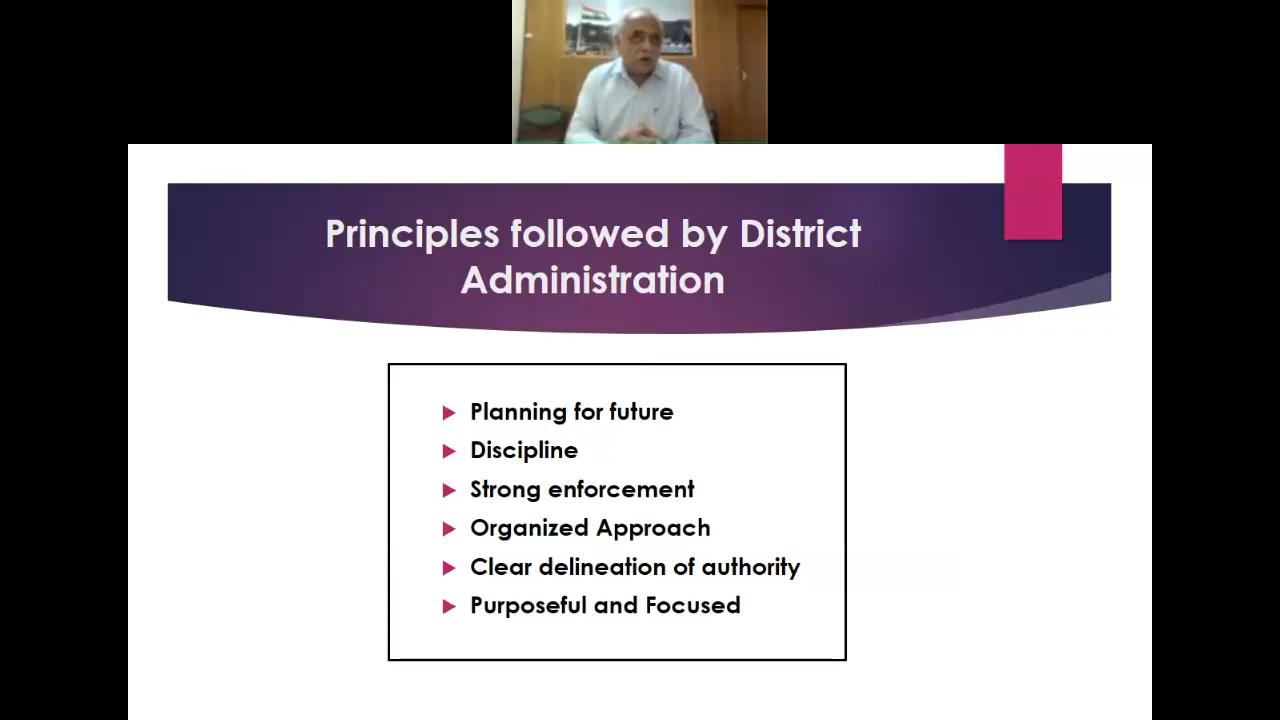 Principles followed by District
Administration
Planning for future
Discipline
Strong enforcement
Organized Approach
Clear delineation of authority
Purposeful and Focused